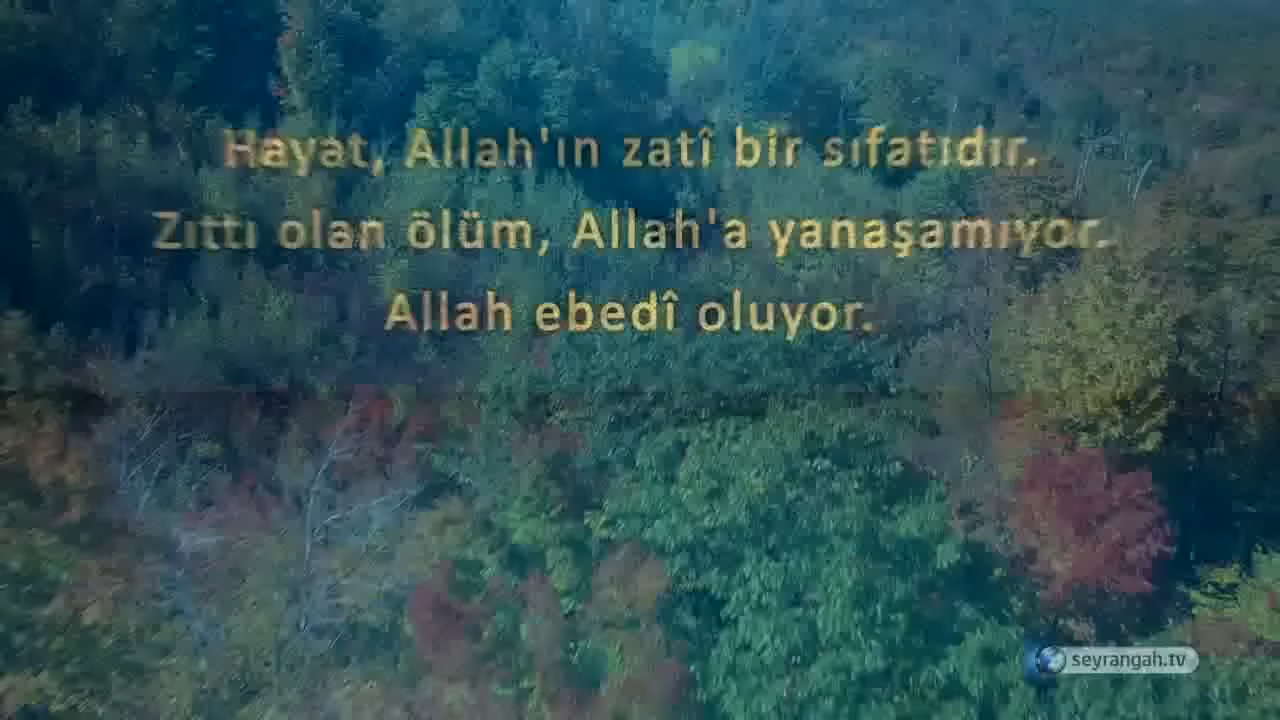 Hayat, Allah'ın zatî bir sıfatıdır.
Zıttı olan ölüm, Allah'a yanaşamıyor.
Allah ebedî oluyor.
seyrangah.tv